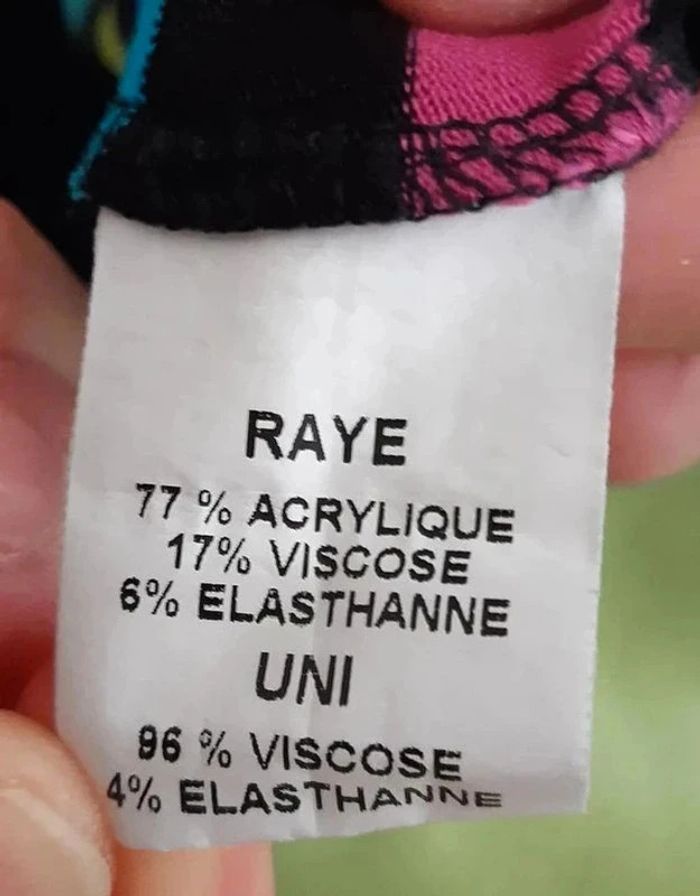 RAYE
77 % ACRYLIQUE
17% VISCOSE
6% ELASTHANNE
UNI
96 % VISCOSE
4% ELASTHANNE